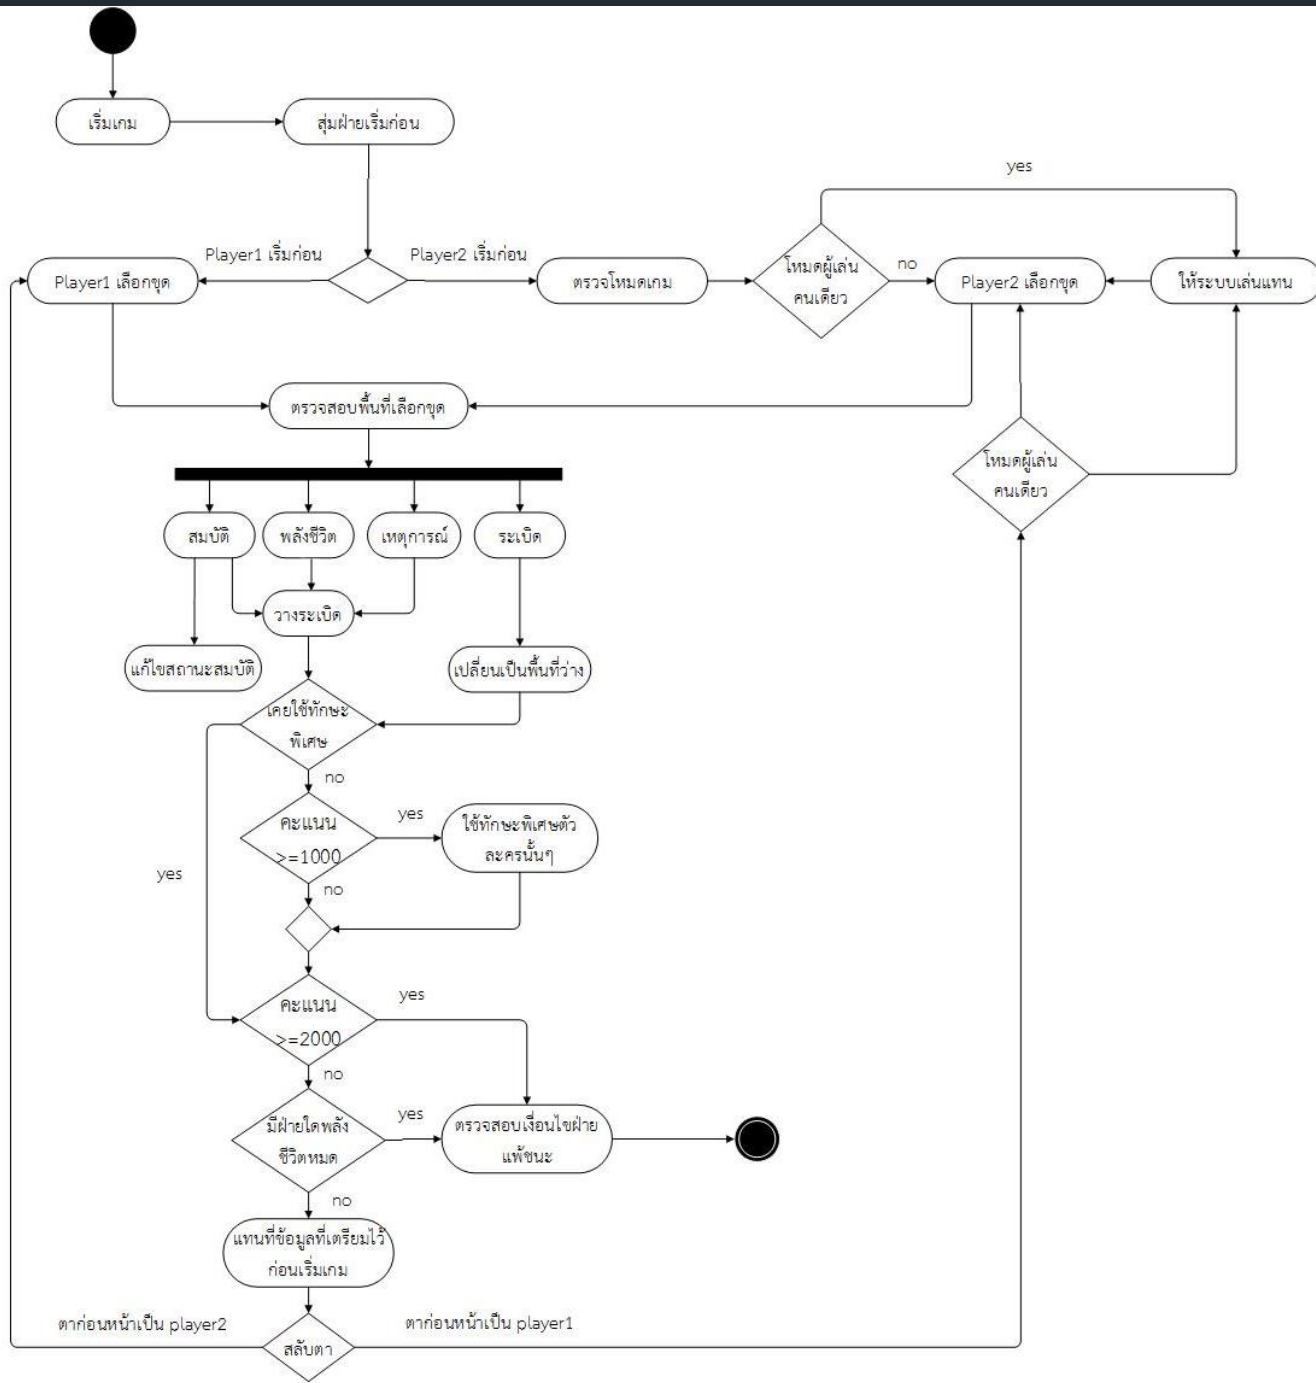 เริ่มเกม
สุ่มฝ่ายเริ่มก่อน
yes
Player1 เริ่มก่อน
Player2 เริ่มก่อน
Player1 เลือกขุด
ตรวจโหมดเกม
โหมดผู้เล่น
คนเดียว
no
Player2 เลือกขุด
ให้ระบบเล่นแทน
ตรวจสอบพื้นที่เลือกขุด
โหมดผู้เล่น
คนเดียว
สมบัติ
พลังชีวิต
เหตุการณ์
ระเบิด
วางระเบิด
แก้ไขสถานะสมบัติ
เปลี่ยนเป็นพื้นที่ว่าง
เคยใช้ทักษะ
พิเศษ
no
คะแนน
>=1000
yes
ใช้ทักษะพิเศษตัว
ละครนั้นๆ
yes
no
คะแนน
>=2000
yes
no
มีฝ่ายใดพลัง
ชีวิตหมด
yes
ตรวจสอบเงื่อนไขฝ่าย
แพ้ชนะ
no
แทนที่ข้อมูลที่เตรียมไว้
ก่อนเริ่มเกม
ตาก่อนหน้าเป็น player2
ตาก่อนหน้าเป็น player1
สลับตา